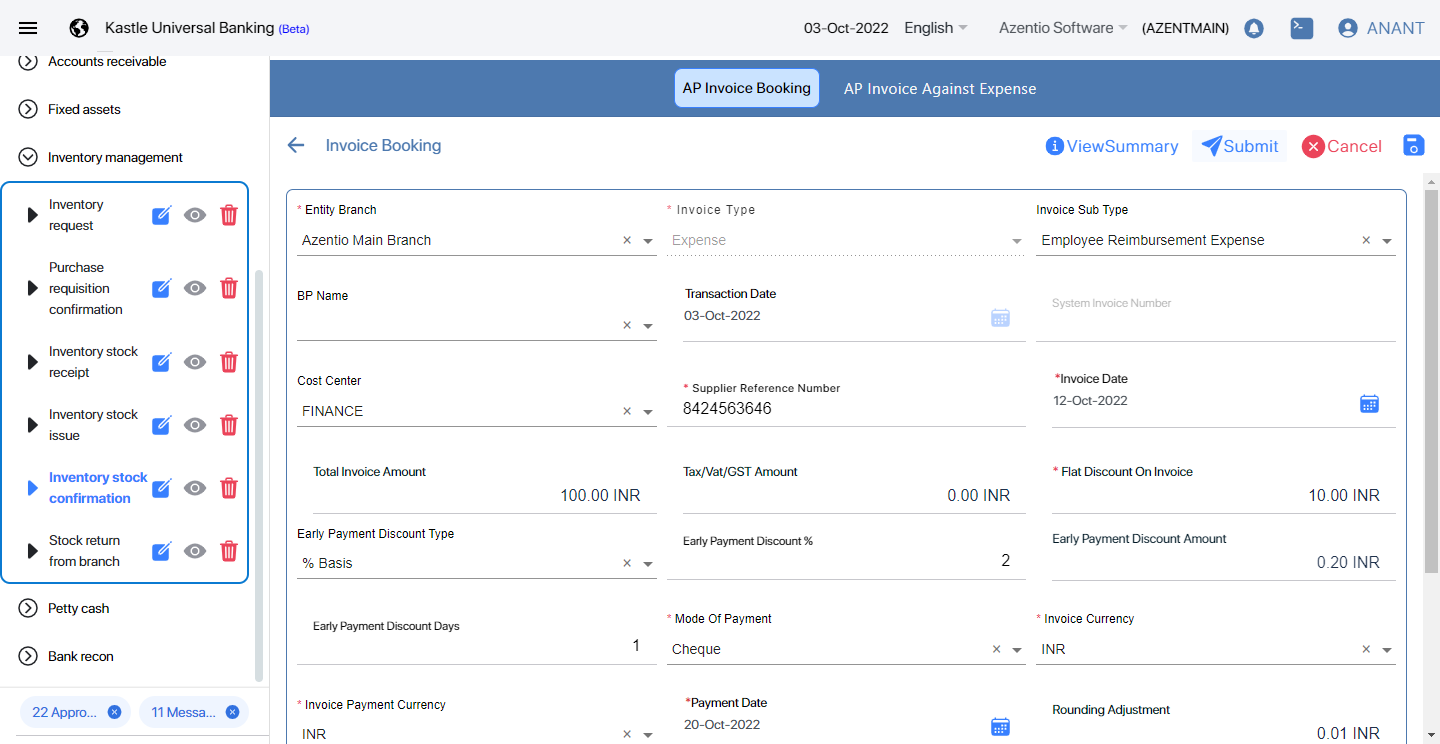 Kastle Universal Banking (Beta)
03-Oct-2022
English
Azentio Software
(AZENTMAIN)
ANANT
Accounts receivable
Fixed assets
Inventory management
Inventory
request
Purchase
requisition
confirmation
Inventory stock
receipt
Inventory stock
issue
Inventory stock
confirmation
Stock return
from branch
Petty cash
Bank recon
22 Appro...
11 Messa...
AP Invoice Booking
AP Invoice Against Expense
Invoice Booking
ViewSummary
Submit
Cancel
* Entity Branch
Azentio Main Branch
* Invoice Type
Expense
Invoice Sub Type
Employee Reimbursement Expense
BP Name
Transaction Date
03-Oct-2022
System Invoice Number
Cost Center
FINANCE
* Supplier Reference Number
8424563646
*Invoice Date
12-Oct-2022
Total Invoice Amount
100.00 INR
Tax/Vat/GST Amount
0.00 INR
* Flat Discount On Invoice
10.00 INR
Early Payment Discount Type
% Basis
Early Payment Discount %
2
Early Payment Discount Amount
0.20 INR
Early Payment Discount Days
1
* Mode Of Payment
Cheque
* Invoice Currency
INR
* Invoice Payment Currency
INR
*Payment Date
20-Oct-2022
Rounding Adjustment
0.01 INR